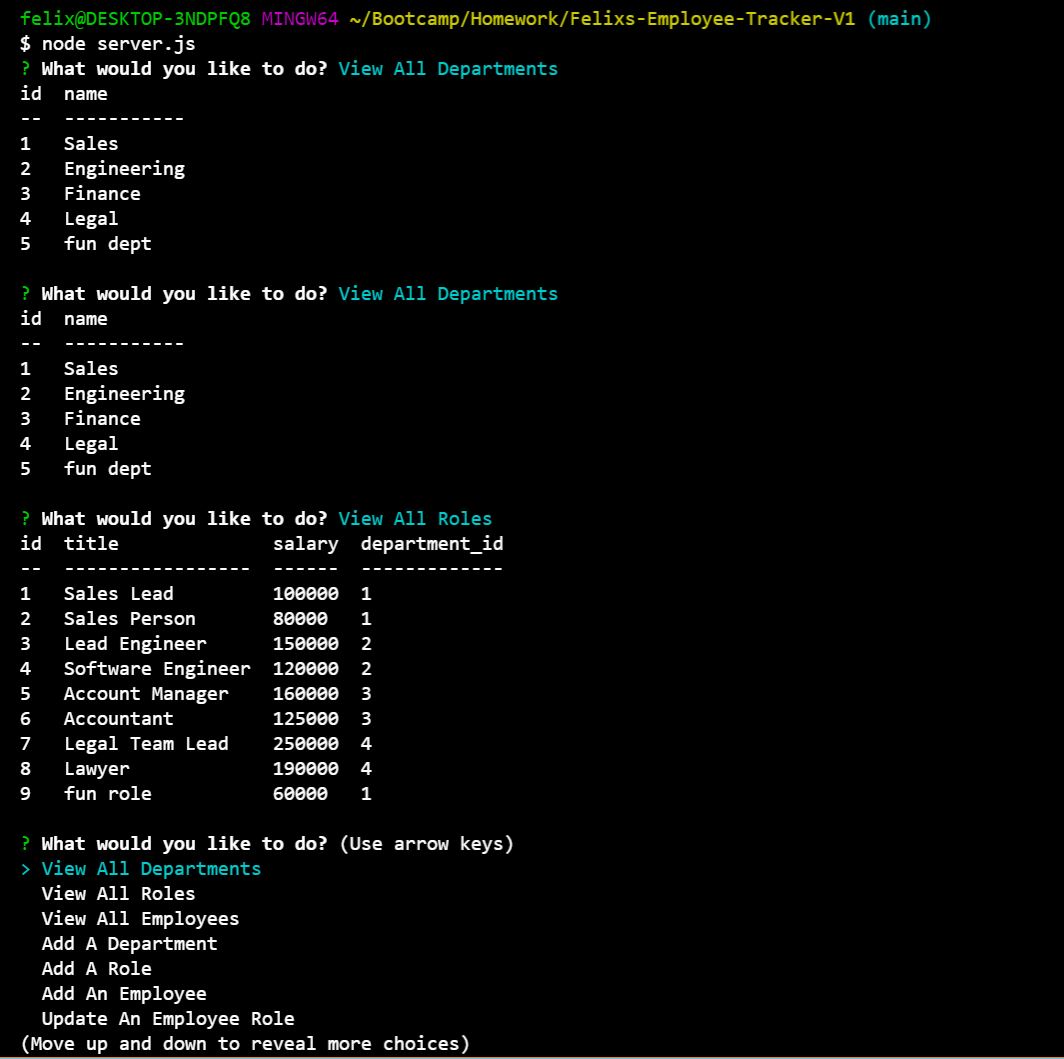 felix@DESKTOP-3NDPFQ8 MINGW64 ~/Bootcamp/Homework/Felixs-Employee-Tracker-V1 (main)
$ node server.js
? What would you like to do? View All Departments
id  name
--  -----------
1   Sales
2   Engineering
3   Finance
4   Legal
5   fun dept

? What would you like to do? View All Departments
id  name
--  -----------
1   Sales
2   Engineering
3   Finance
4   Legal
5   fun dept

? What would you like to do? View All Roles
id  title              salary  department_id
--  -----------------  ------  -------------
1   Sales Lead         100000  1
2   Sales Person       80000   1
3   Lead Engineer      150000  2
4   Software Engineer  120000  2
5   Account Manager    160000  3
6   Accountant         125000  3
7   Legal Team Lead    250000  4
8   Lawyer             190000  4
9   fun role           60000   1

? What would you like to do? (Use arrow keys)
> View All Departments
  View All Roles
  View All Employees
  Add A Department
  Add A Role
  Add An Employee
  Update An Employee Role
(Move up and down to reveal more choices)